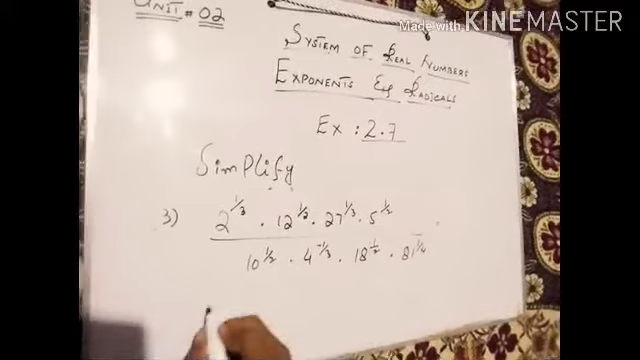 Made with KINEMASTER
UNIT # 02
SYSTEM OF REAL NUMBERS
EXPONENTS & RADICALS
Ex : 2.7
Simplify
3) 2^1/3 . 12^1/2 . 27^1/3 . 5^1/2
10^1/2 . 4^-1/3 . 18^1/2 . 81^1/4